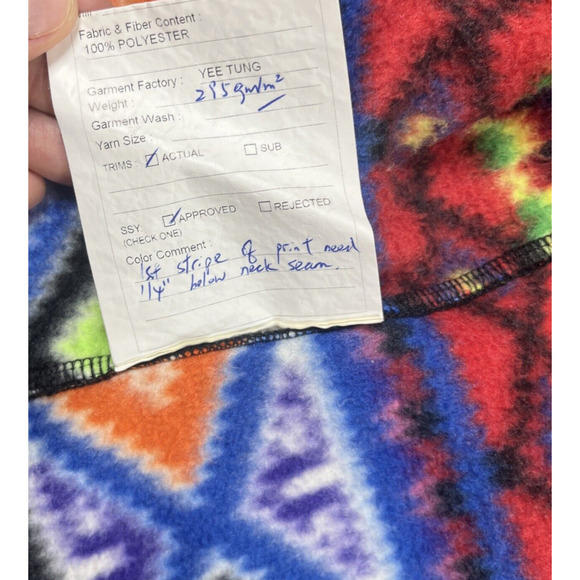 Fabric & Fiber Content :
100% POLYESTER
Garment Factory : YEE TUNG
Weight : 295 gm/m²
Garment Wash :
Yarn Size :
TRIMS : ☑ ACTUAL ☐ SUB
SSY ☑ APPROVED ☐ REJECTED
(CHECK ONE)
Color Comment :
1st stripe of print need
1/4" below neck seam.